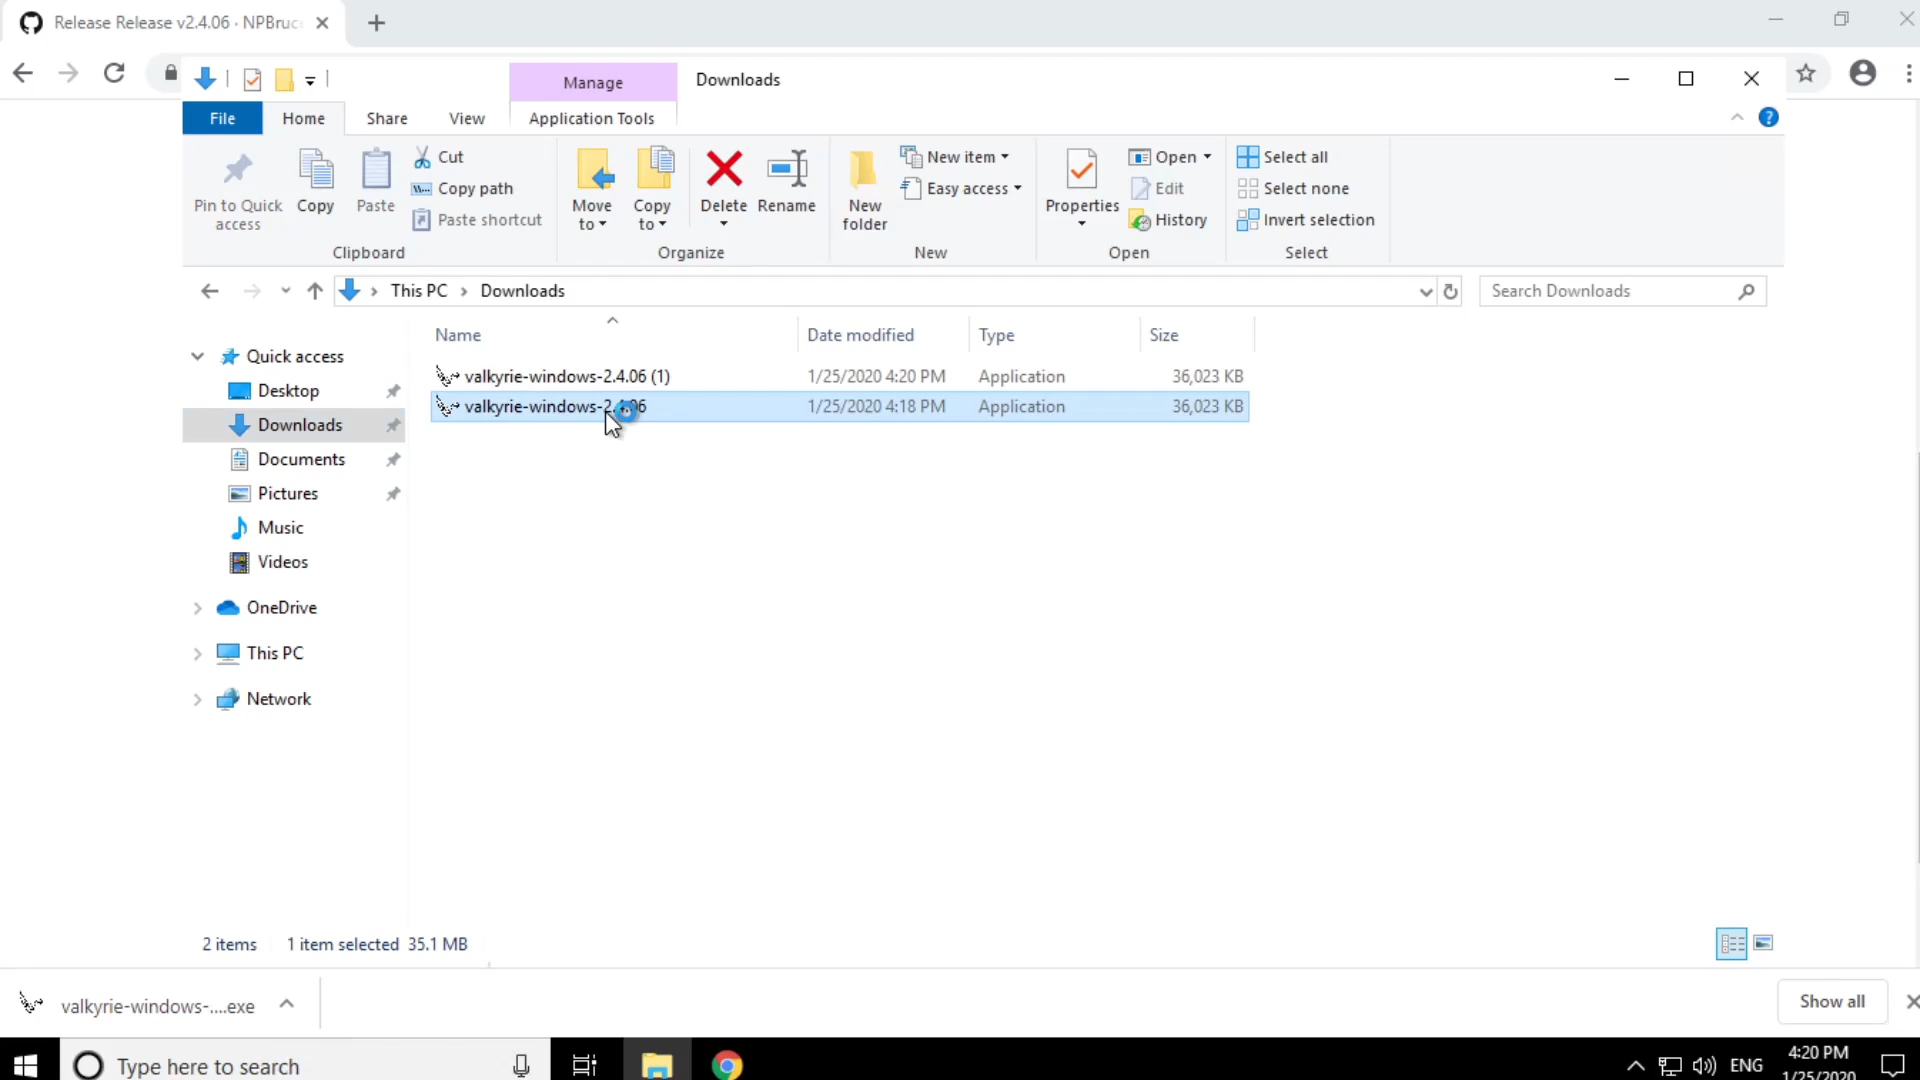 Release Release v2.4.06 · NPBruc
Manage
Downloads
File
Home
Share
View
Application Tools
Pin to Quick access
Copy
Paste
Cut
Copy path
Paste shortcut
Clipboard
Move to
Copy to
Delete
Rename
Organize
New folder
New item
Easy access
New
Properties
Open
Edit
History
Open
Select all
Select none
Invert selection
Select
This PC
Downloads
Search Downloads
Name
Date modified
Type
Size
valkyrie-windows-2.4.06 (1)
1/25/2020 4:20 PM
Application
36,023 KB
valkyrie-windows-2.4.06
1/25/2020 4:18 PM
Application
36,023 KB
Quick access
Desktop
Downloads
Documents
Pictures
Music
Videos
OneDrive
This PC
Network
2 items
1 item selected 35.1 MB
valkyrie-windows-....exe
Show all
Type here to search
ENG
4:20 PM
1/25/2020